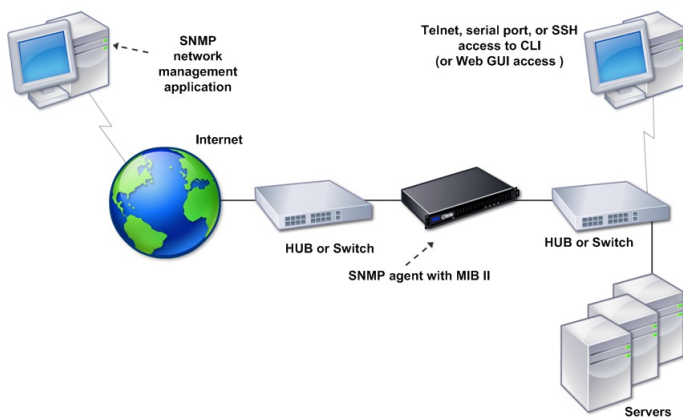 SNMP
network
management
application
Telnet, serial port, or SSH
access to CLI
(or Web GUI access )
Internet
HUB or Switch
SNMP agent with MIB II
HUB or Switch
Servers